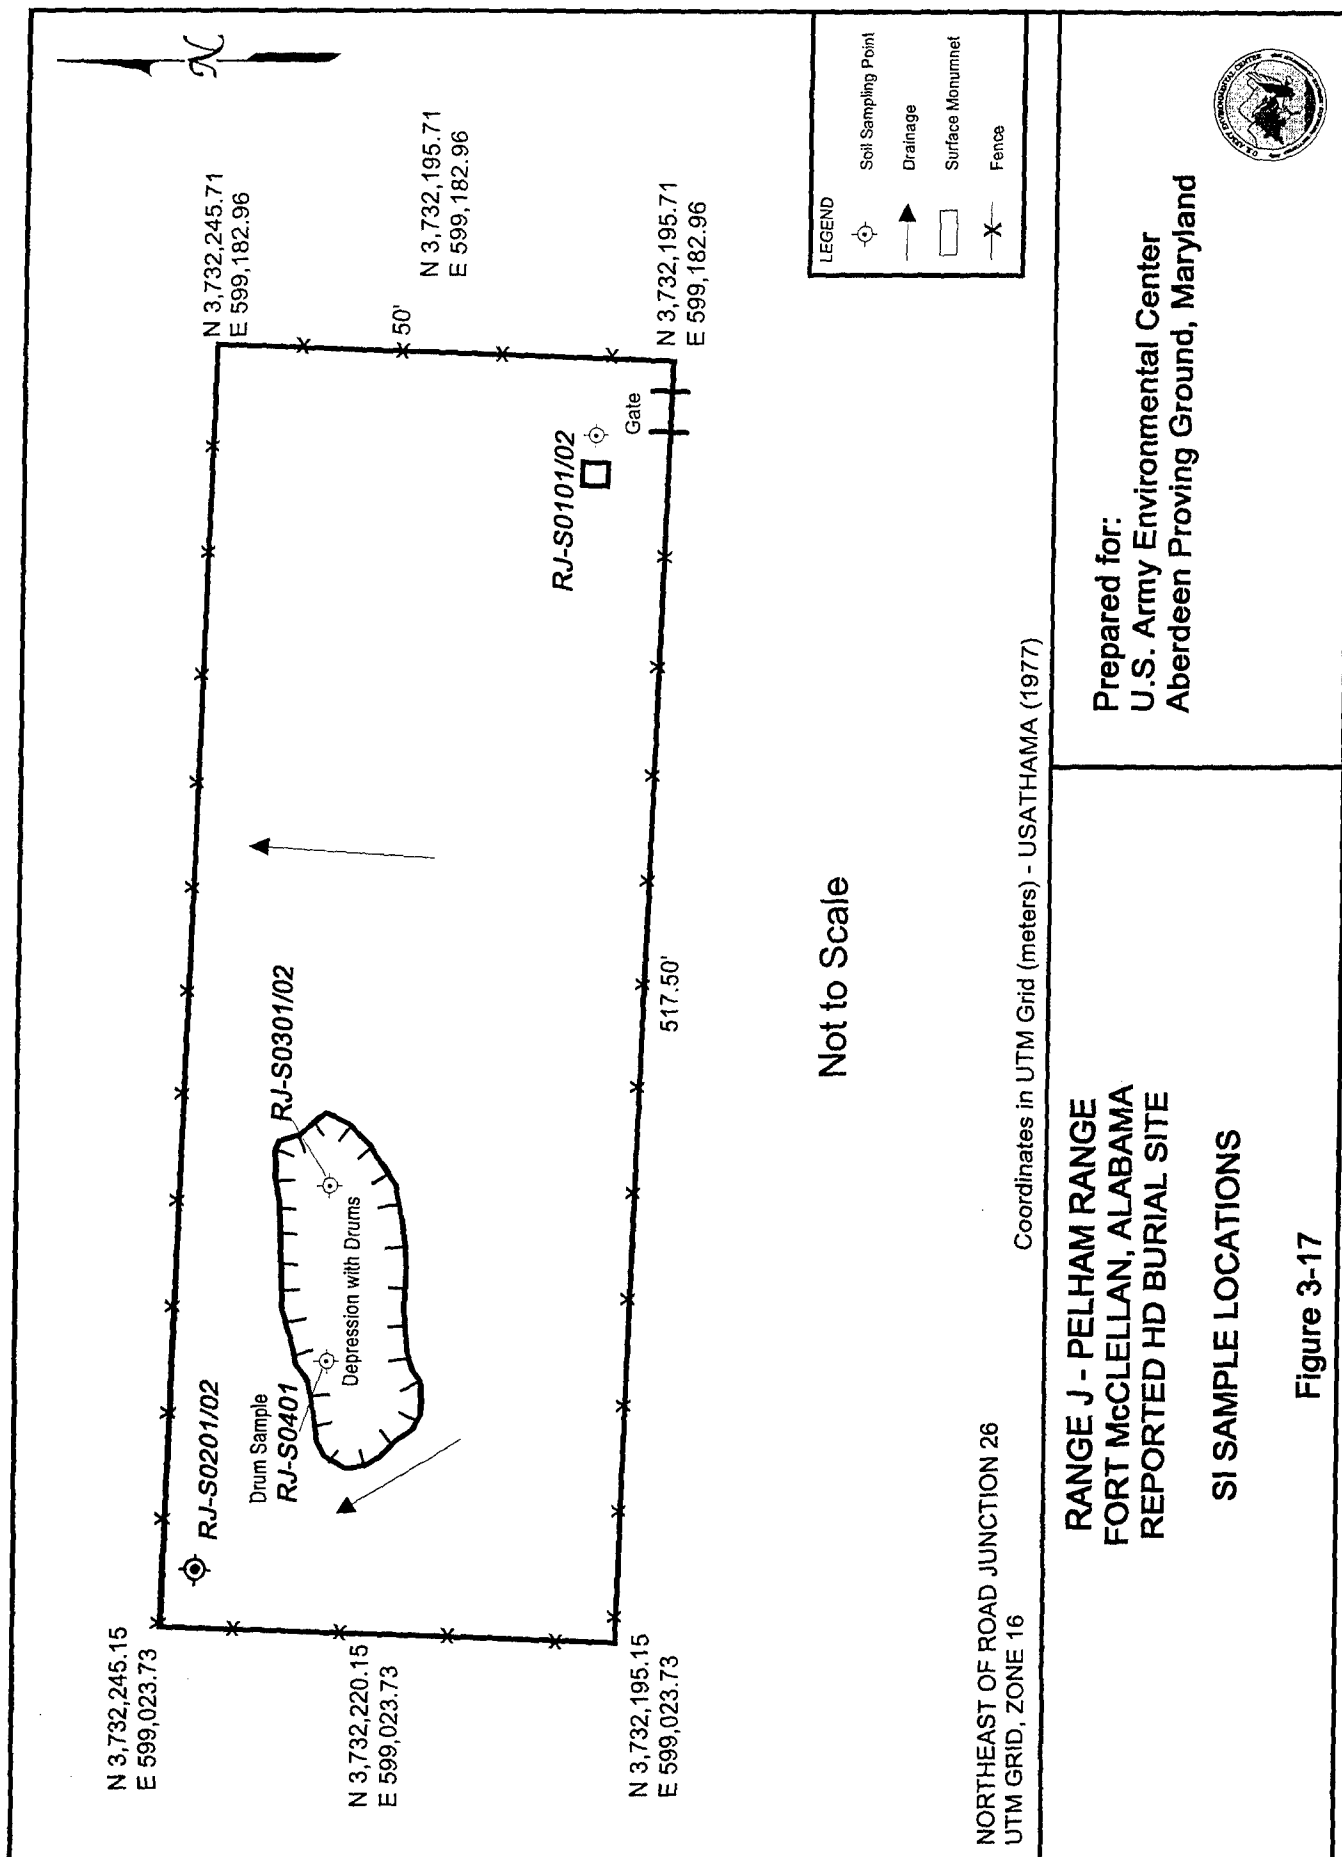 N
N 3,732,245.15
E 599,023.73
N 3,732,245.71
E 599,182.96
RJ-S0201/02
Drum Sample
RJ-S0401
RJ-S0301/02
Depression with Drums
N 3,732,220.15
E 599,023.73
50'
N 3,732,195.71
E 599,182.96
RJ-S0101/02
Gate
N 3,732,195.15
E 599,023.73
517.50'
N 3,732,195.71
E 599,182.96
Not to Scale
LEGEND
Soil Sampling Point
Drainage
Surface Monumnet
Fence
NORTHEAST OF ROAD JUNCTION 26
UTM GRID, ZONE 16
Coordinates in UTM Grid (meters) - USATHAMA (1977)
RANGE J - PELHAM RANGE
FORT McCLELLAN, ALABAMA
REPORTED HD BURIAL SITE
SI SAMPLE LOCATIONS
Figure 3-17
Prepared for:
U.S. Army Environmental Center
Aberdeen Proving Ground, Maryland
U.S. ARMY ENVIRONMENTAL CENTER